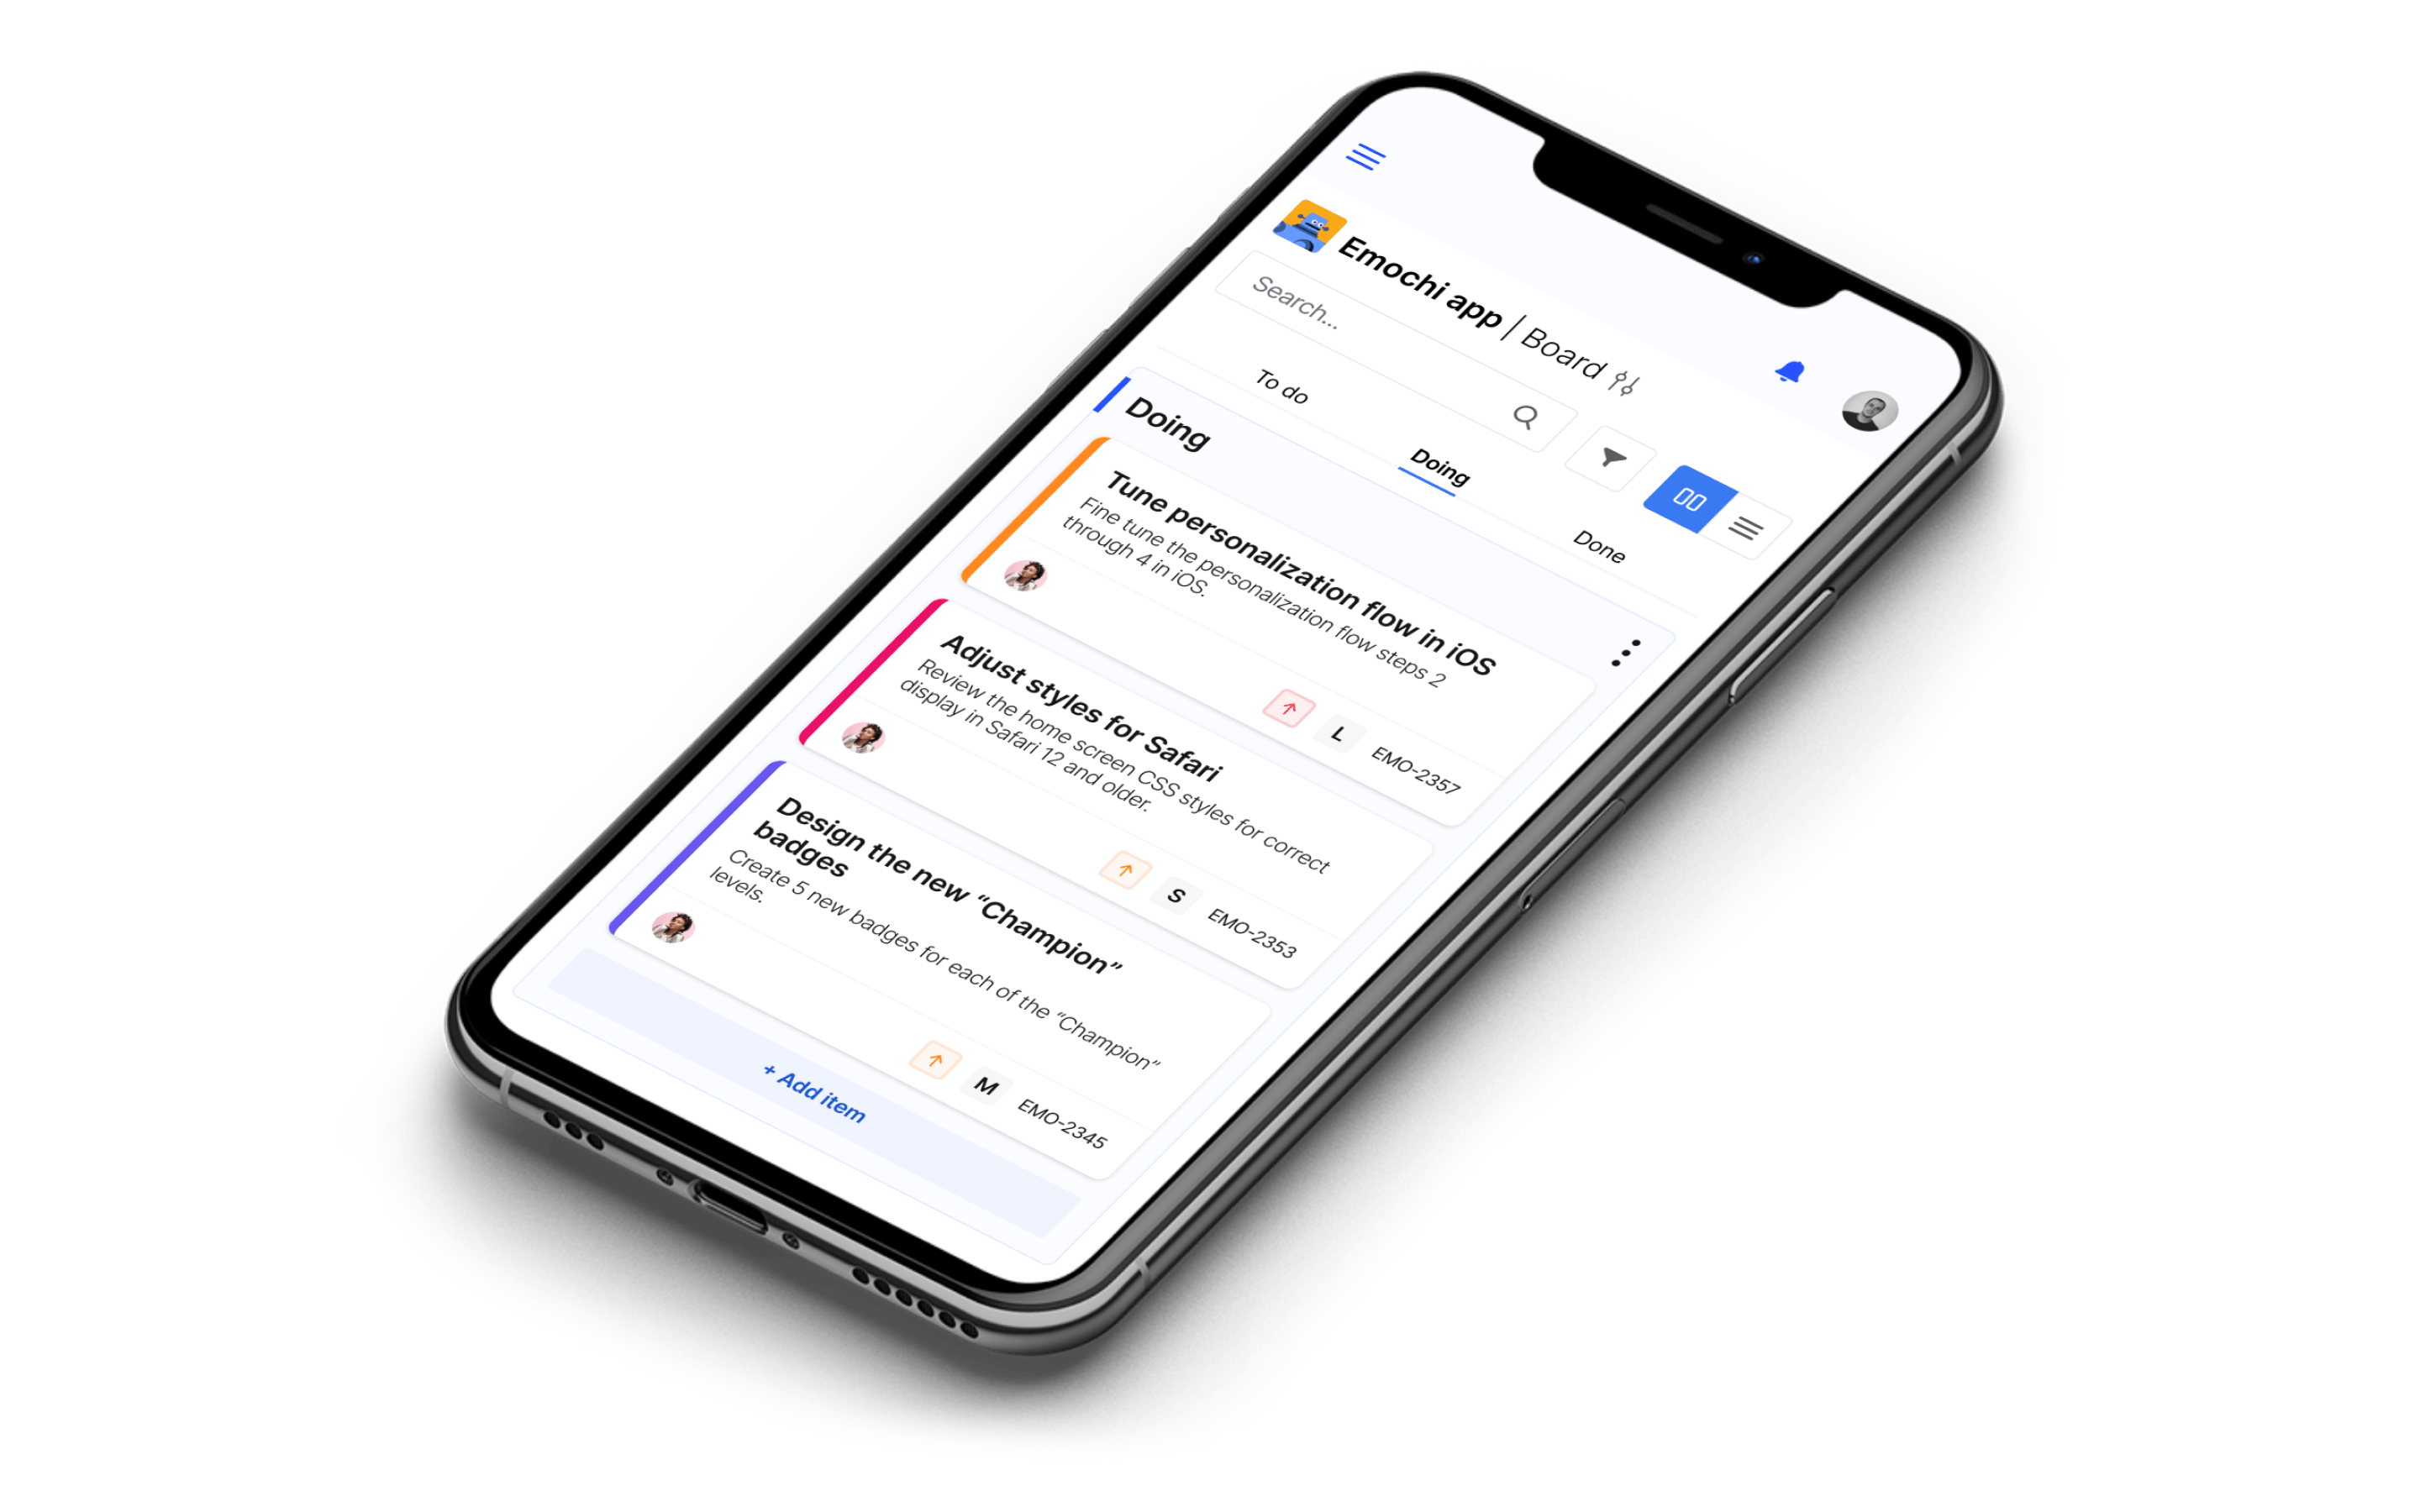 Emochi app | Board
Search...
To do
Doing
Done
Doing
Tune personalization flow in iOS
Fine tune the personalization flow steps 2
through 4 in iOS.
L
EMO-2357
Adjust styles for Safari
Review the home screen CSS styles for correct
display in Safari 12 and older.
S
EMO-2353
Design the new “Champion”
badges
Create 5 new badges for each of the “Champion”
levels.
M
EMO-2345
+ Add item